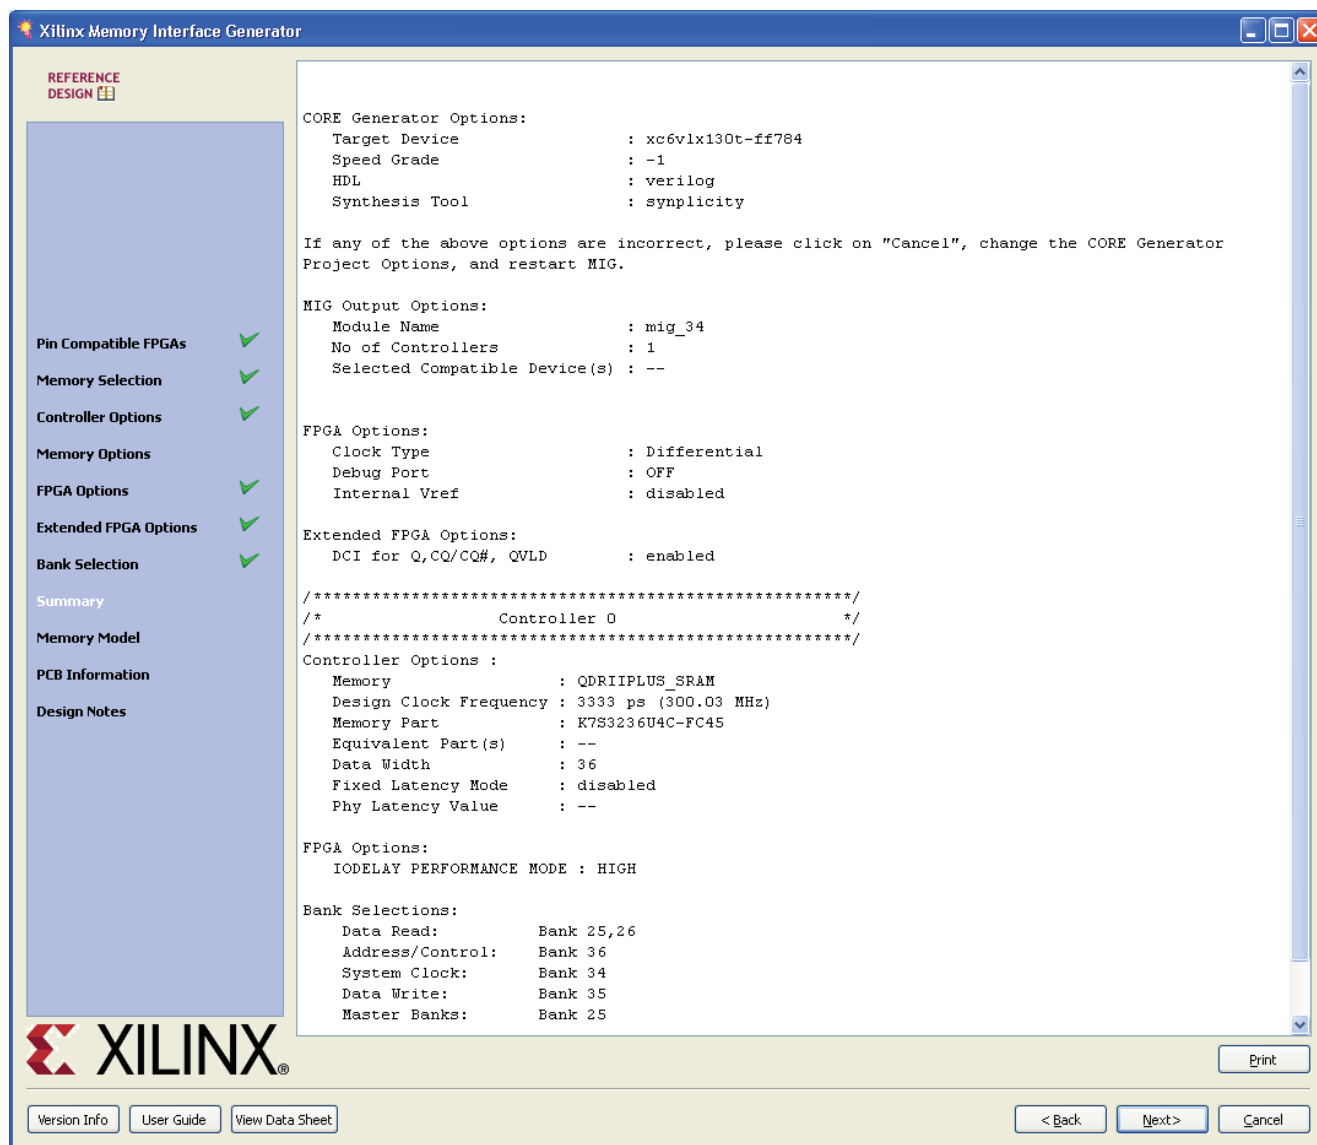 Xilinx Memory Interface Generator
REFERENCE
DESIGN
Pin Compatible FPGAs
Memory Selection
Controller Options
Memory Options
FPGA Options
Extended FPGA Options
Bank Selection
Summary
Memory Model
PCB Information
Design Notes
CORE Generator Options:
Target Device : xc6vlx130t-ff784
Speed Grade : -1
HDL : verilog
Synthesis Tool : synplicity
If any of the above options are incorrect, please click on "Cancel", change the CORE Generator
Project Options, and restart MIG.
MIG Output Options:
Module Name : mig_34
No of Controllers : 1
Selected Compatible Device(s) : --
FPGA Options:
Clock Type : Differential
Debug Port : OFF
Internal Vref : disabled
Extended FPGA Options:
DCI for Q,CQ/CQ#, QVLD : enabled
/*******************************************************/
/* Controller 0 */
/*******************************************************/
Controller Options :
Memory : QDRIIPLUS_SRAM
Design Clock Frequency : 3333 ps (300.03 MHz)
Memory Part : K7S3236U4C-FC45
Equivalent Part(s) : --
Data Width : 36
Fixed Latency Mode : disabled
Phy Latency Value : --
FPGA Options:
IODELAY PERFORMANCE MODE : HIGH
Bank Selections:
Data Read: Bank 25,26
Address/Control: Bank 36
System Clock: Bank 34
Data Write: Bank 35
Master Banks: Bank 25
XILINX®
Print
Version Info
User Guide
View Data Sheet
< Back
Next>
Cancel